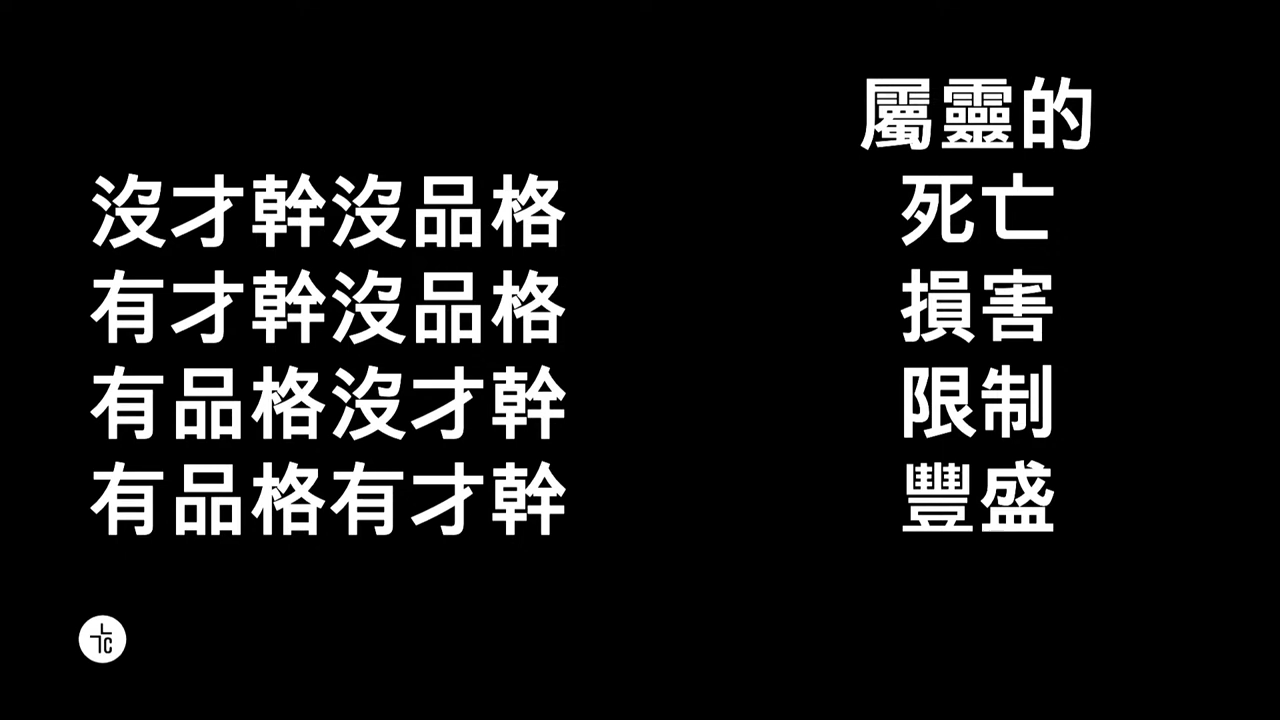 屬靈的
沒才幹沒品格 死亡
有才幹沒品格 損害
有品格沒才幹 限制
有品格有才幹 豐盛
C